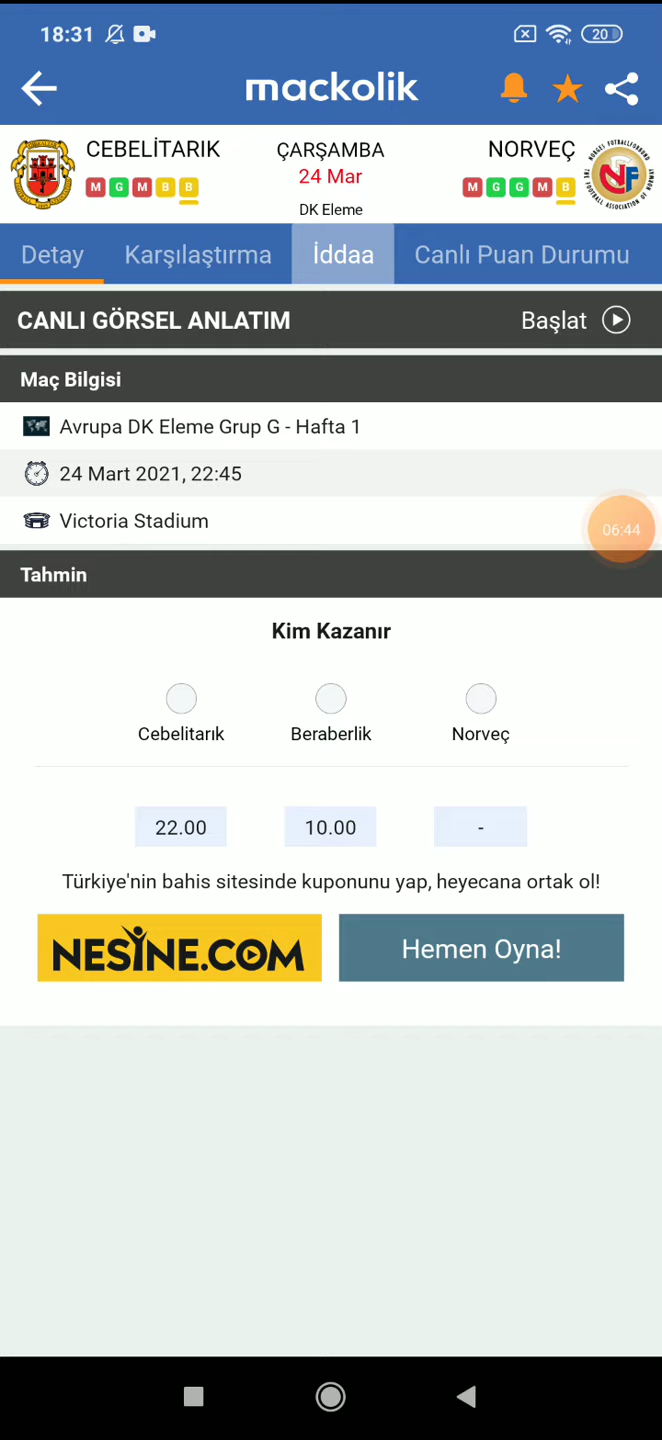 18:31
20
mackolik
CEBELİTARIK
ÇARŞAMBA
NORVEÇ
M G M B B
24 Mar
M G G M B
DK Eleme
Detay Karşılaştırma İddaa Canlı Puan Durumu
CANLI GÖRSEL ANLATIM Başlat
Maç Bilgisi
Avrupa DK Eleme Grup G - Hafta 1
24 Mart 2021, 22:45
Victoria Stadium
06:44
Tahmin
Kim Kazanır
Cebelitarık Beraberlik Norveç
22.00 10.00 -
Türkiye'nin bahis sitesinde kuponunu yap, heyecana ortak ol!
NESİNE.COM Hemen Oyna!